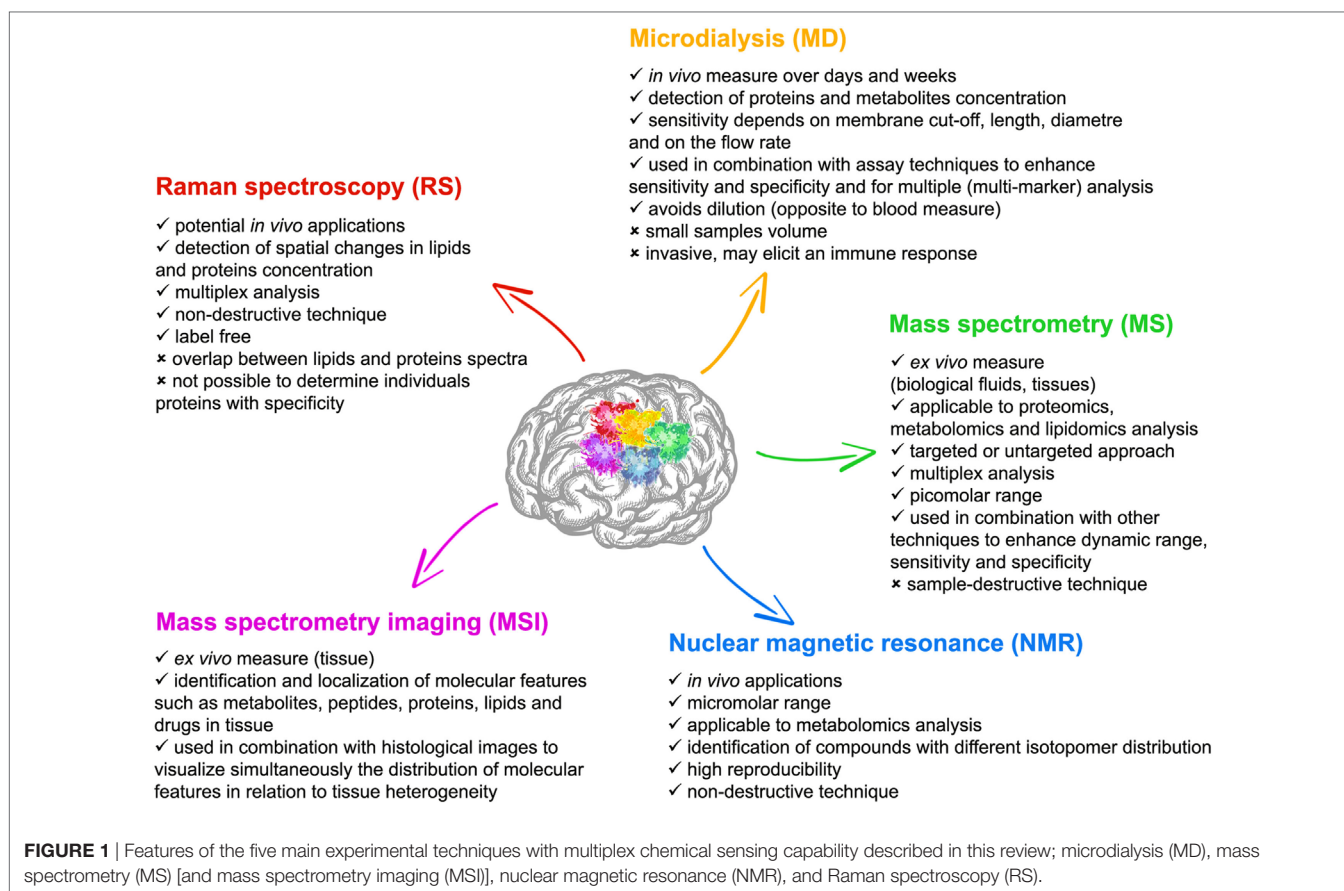 Microdialysis (MD)
✓ in vivo measure over days and weeks
✓ detection of proteins and metabolites concentration
✓ sensitivity depends on membrane cut-off, length, diametre
and on the flow rate
✓ used in combination with assay techniques to enhance
sensitivity and specificity and for multiple (multi-marker) analysis
✓ avoids dilution (opposite to blood measure)
× small samples volume
× invasive, may elicit an immune response
Raman spectroscopy (RS)
✓ potential in vivo applications
✓ detection of spatial changes in lipids
and proteins concentration
✓ multiplex analysis
✓ non-destructive technique
✓ label free
× overlap between lipids and proteins spectra
× not possible to determine individuals
proteins with specificity
Mass spectrometry (MS)
✓ ex vivo measure
(biological fluids, tissues)
✓ applicable to proteomics,
metabolomics and lipidomics analysis
✓ targeted or untargeted approach
✓ multiplex analysis
✓ picomolar range
✓ used in combination with other
techniques to enhance dynamic range,
sensitivity and specificity
× sample-destructive technique
Mass spectrometry imaging (MSI)
✓ ex vivo measure (tissue)
✓ identification and localization of molecular features
such as metabolites, peptides, proteins, lipids and
drugs in tissue
✓ used in combination with histological images to
visualize simultaneously the distribution of molecular
features in relation to tissue heterogeneity
Nuclear magnetic resonance (NMR)
✓ in vivo applications
✓ micromolar range
✓ applicable to metabolomics analysis
✓ identification of compounds with different isotopomer distribution
✓ high reproducibility
✓ non-destructive technique
FIGURE 1 | Features of the five main experimental techniques with multiplex chemical sensing capability described in this review; microdialysis (MD), mass
spectrometry (MS) [and mass spectrometry imaging (MSI)], nuclear magnetic resonance (NMR), and Raman spectroscopy (RS).